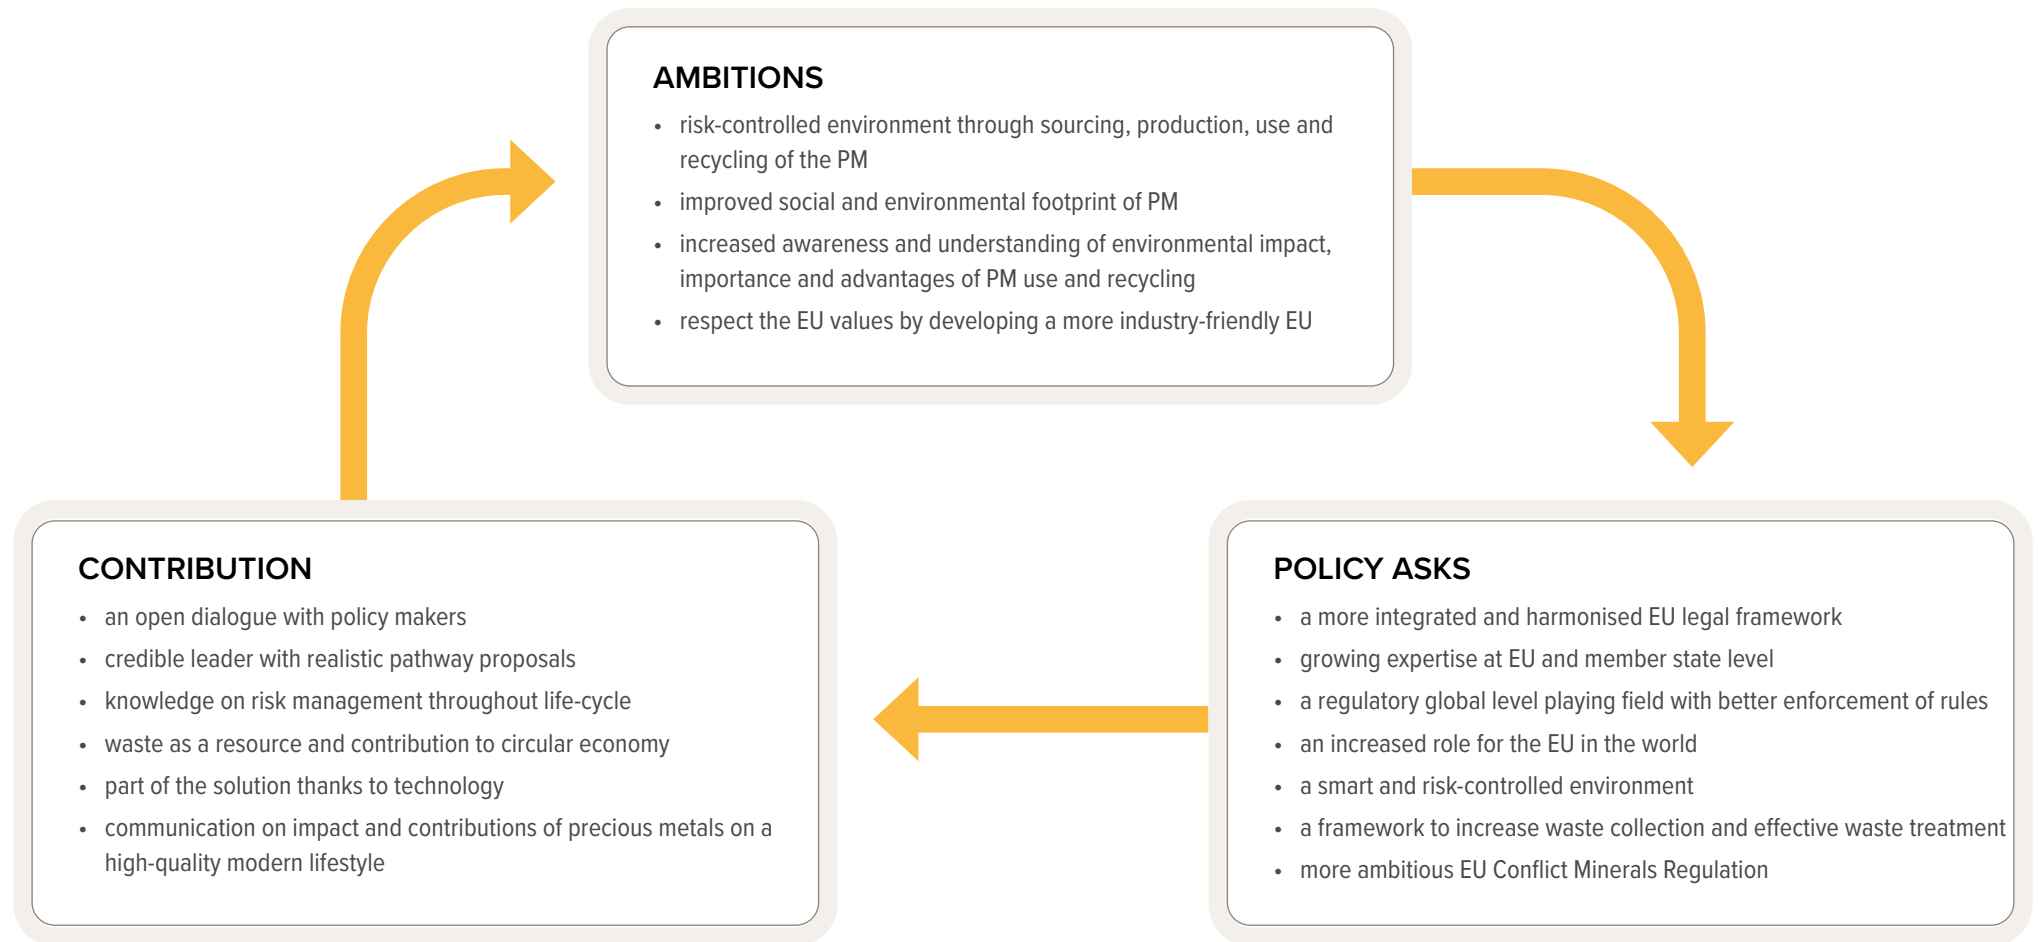 AMBITIONS
• risk-controlled environment through sourcing, production, use and
recycling of the PM
• improved social and environmental footprint of PM
• increased awareness and understanding of environmental impact,
importance and advantages of PM use and recycling
• respect the EU values by developing a more industry-friendly EU
CONTRIBUTION
• an open dialogue with policy makers
• credible leader with realistic pathway proposals
• knowledge on risk management throughout life-cycle
• waste as a resource and contribution to circular economy
• part of the solution thanks to technology
• communication on impact and contributions of precious metals on a
high-quality modern lifestyle
POLICY ASKS
• a more integrated and harmonised EU legal framework
• growing expertise at EU and member state level
• a regulatory global level playing field with better enforcement of rules
• an increased role for the EU in the world
• a smart and risk-controlled environment
• a framework to increase waste collection and effective waste treatment
• more ambitious EU Conflict Minerals Regulation